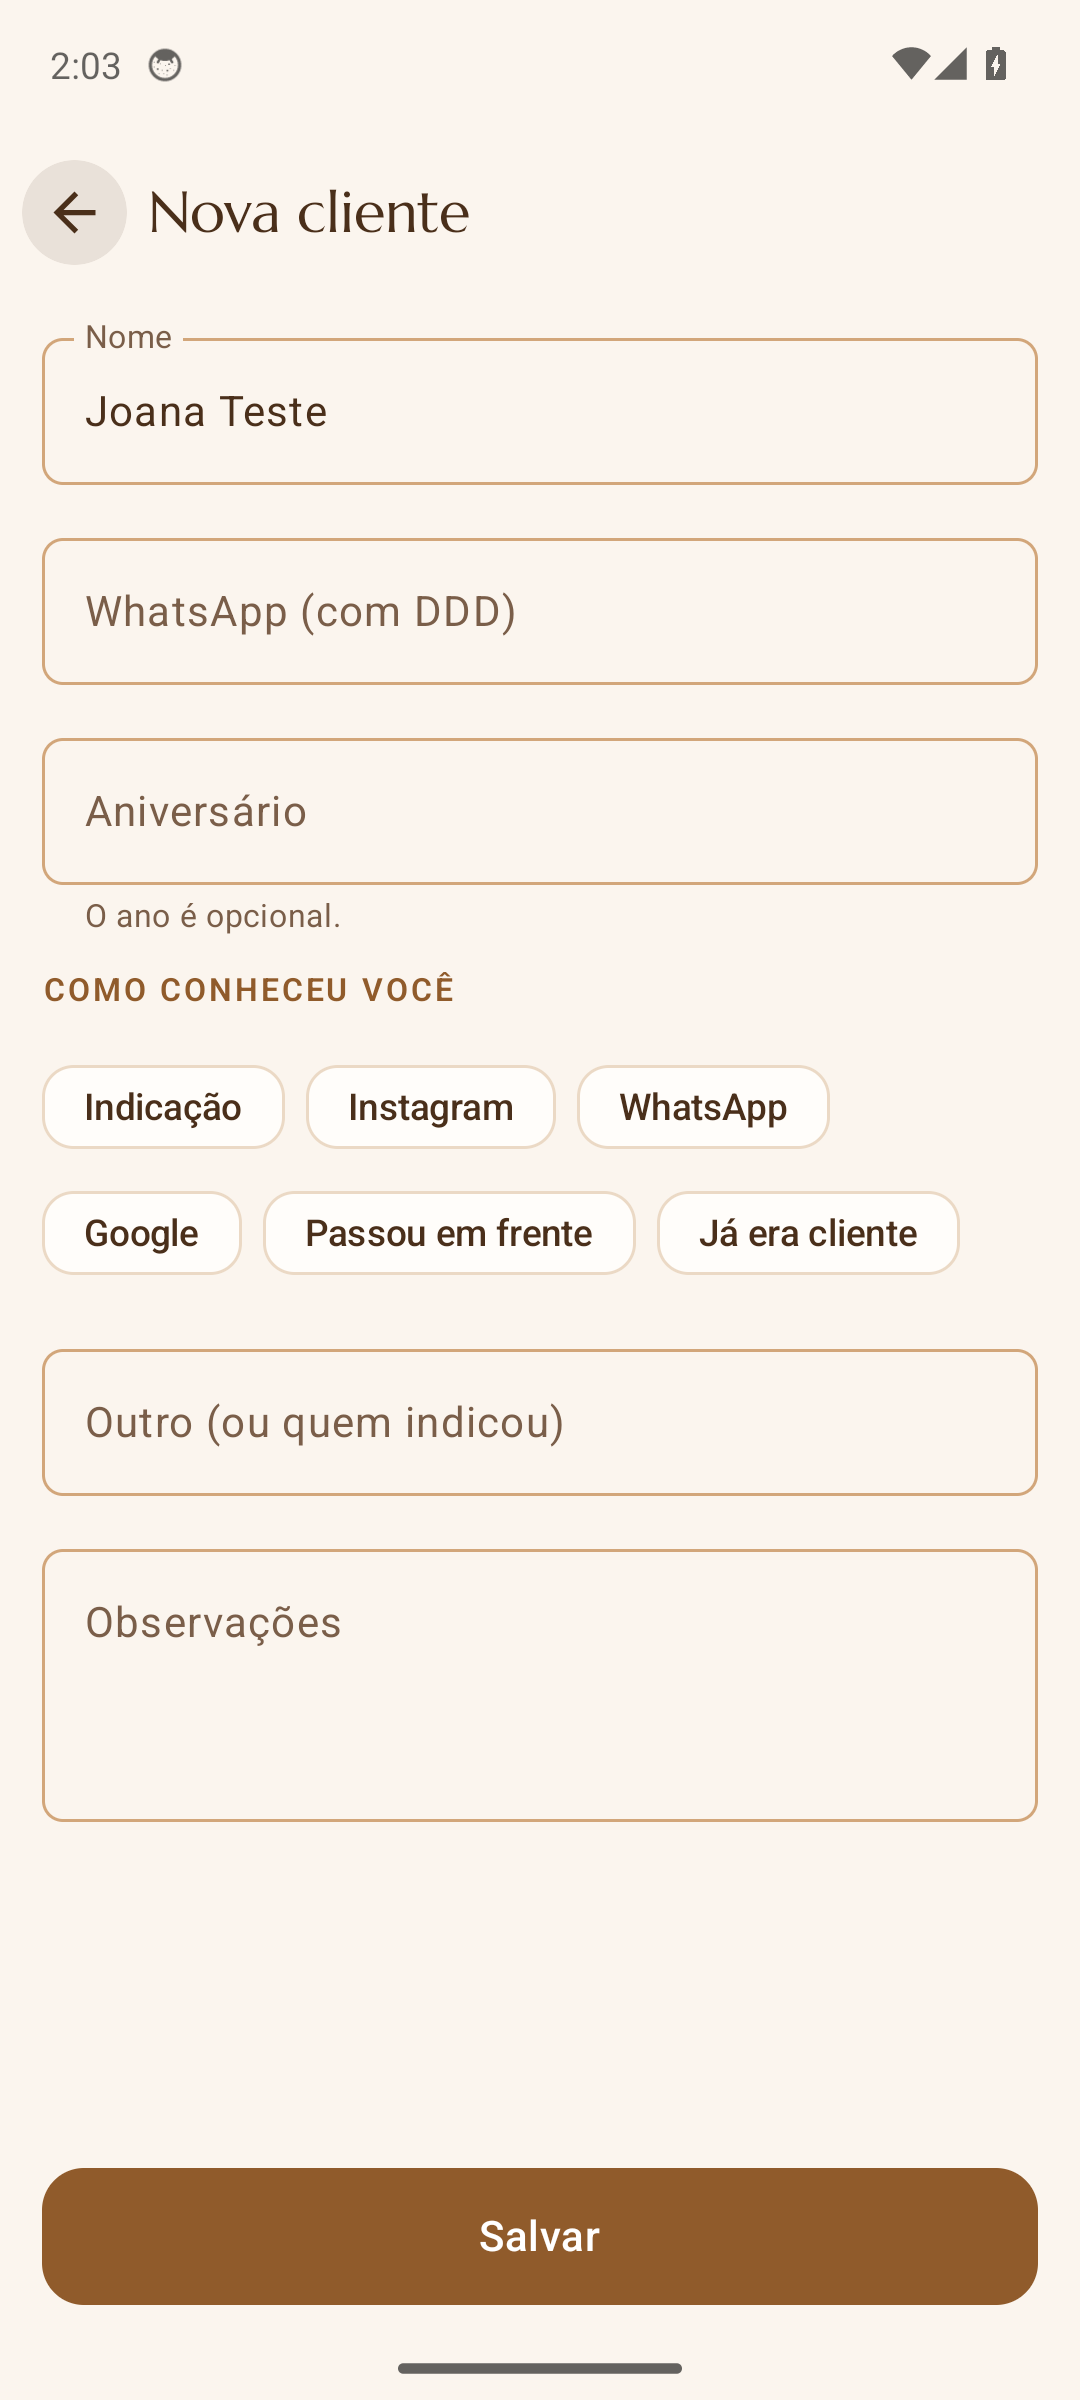 2:03
Nova cliente
Nome
Joana Teste
WhatsApp (com DDD)
Aniversário
O ano é opcional.
COMO CONHECEU VOCÊ
Indicação Instagram WhatsApp
Google Passou em frente Já era cliente
Outro (ou quem indicou)
Observações
Salvar